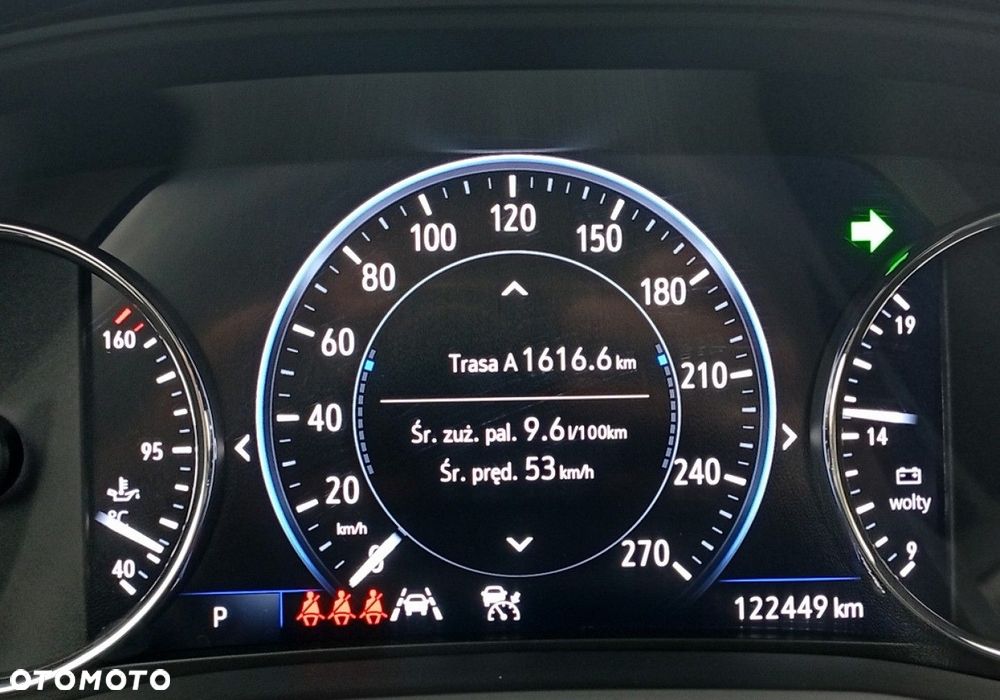 120
100
150
80
180
160
60
19
Trasa A 1616.6 km
210
40
Śr. zuż. pal. 9.6 l/100km
14
95
Śr. pręd. 53 km/h
240
20
wolty
°C
km/h
0
270
9
40
P
122449 km
OTOMOTO